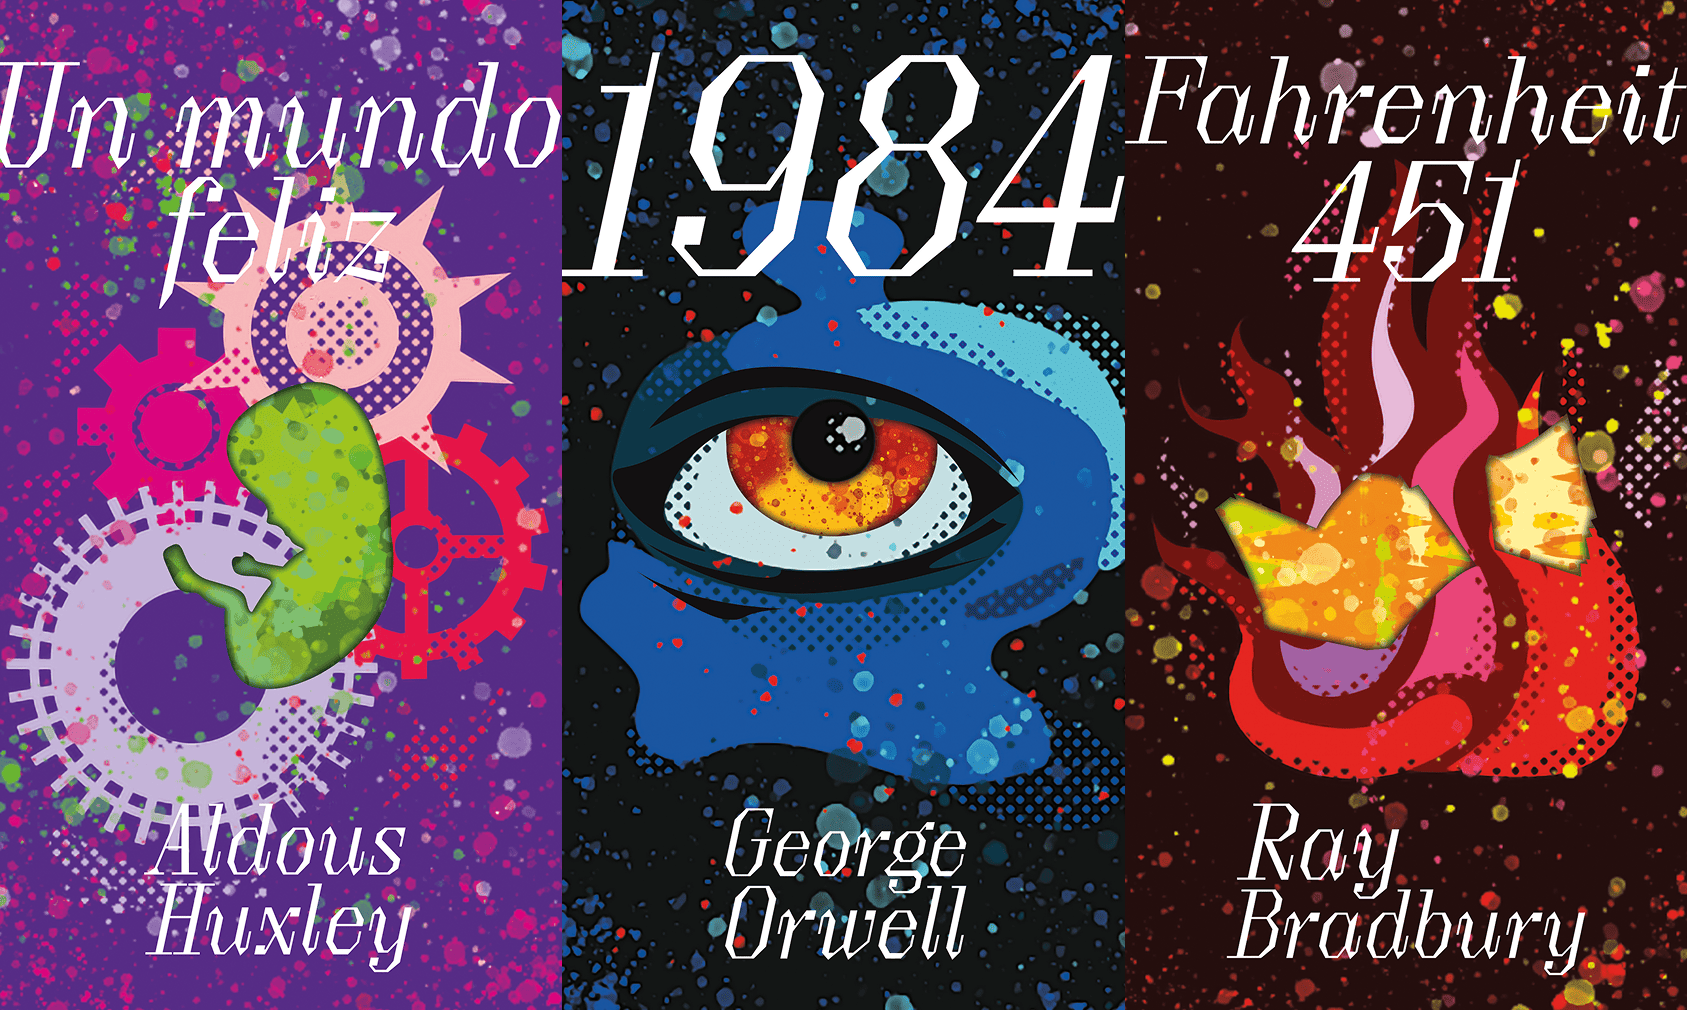 Un mundo
feliz
Aldous
Huxley
1984
George
Orwell
Fahrenheit
451
Ray
Bradbury